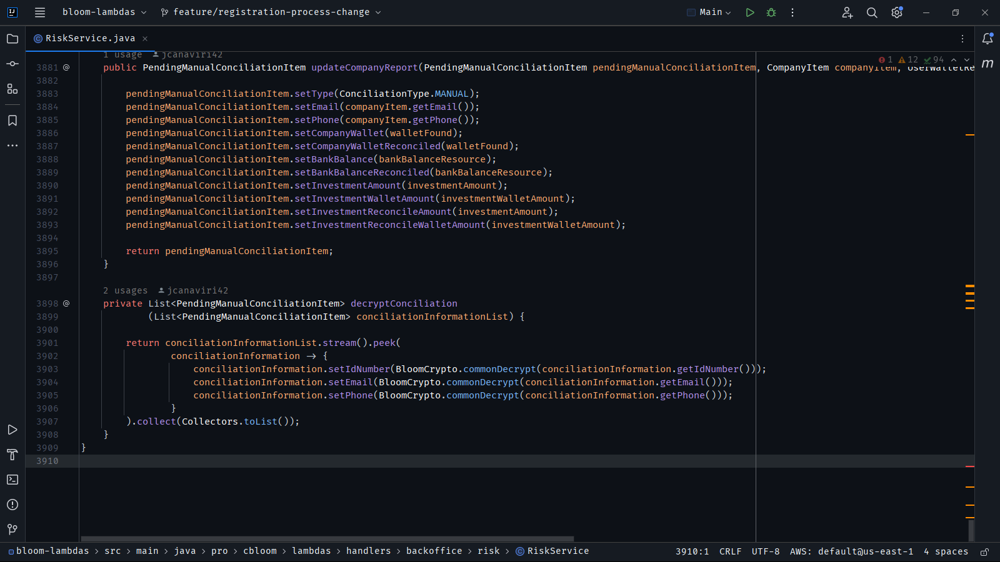 bloom-lambdas feature/registration-process-change Main
RiskService.java
1 usage jcanaviri42
1 12 94
3881 @ public PendingManualConciliationItem updateCompanyReport(PendingManualConciliationItem pendingManualConciliationItem, CompanyItem companyItem, UserWalletRe
3882
3883 pendingManualConciliationItem.setType(ConciliationType.MANUAL);
3884 pendingManualConciliationItem.setEmail(companyItem.getEmail());
3885 pendingManualConciliationItem.setPhone(companyItem.getPhone());
3886 pendingManualConciliationItem.setCompanyWallet(walletFound);
3887 pendingManualConciliationItem.setCompanyWalletReconciled(walletFound);
3888 pendingManualConciliationItem.setBankBalance(bankBalanceResource);
3889 pendingManualConciliationItem.setBankBalanceReconciled(bankBalanceResource);
3890 pendingManualConciliationItem.setInvestmentAmount(investmentAmount);
3891 pendingManualConciliationItem.setInvestmentWalletAmount(investmentWalletAmount);
3892 pendingManualConciliationItem.setInvestmentReconcileAmount(investmentAmount);
3893 pendingManualConciliationItem.setInvestmentReconcileWalletAmount(investmentWalletAmount);
3894
3895 return pendingManualConciliationItem;
3896 }
3897
2 usages jcanaviri42
3898 @ private List<PendingManualConciliationItem> decryptConciliation
3899 (List<PendingManualConciliationItem> conciliationInformationList) {
3900
3901 return conciliationInformationList.stream().peek(
3902 conciliationInformation -> {
3903 conciliationInformation.setIdNumber(BloomCrypto.commonDecrypt(conciliationInformation.getIdNumber()));
3904 conciliationInformation.setEmail(BloomCrypto.commonDecrypt(conciliationInformation.getEmail()));
3905 conciliationInformation.setPhone(BloomCrypto.commonDecrypt(conciliationInformation.getPhone()));
3906 }
3907 ).collect(Collectors.toList());
3908 }
3909 }
3910
bloom-lambdas > src > main > java > pro > cbloom > lambdas > handlers > backoffice > risk > RiskService 3910:1 CRLF UTF-8 AWS: default@us-east-1 4 spaces